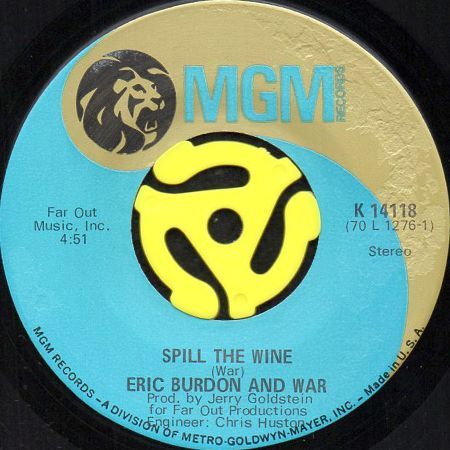 MGM
RECORDS
Far Out
Music, Inc.
4:51
K 14118
(70 L 1276-1)
Stereo
SPILL THE WINE
(War)
ERIC BURDON AND WAR
Prod. by Jerry Goldstein
for Far Out Productions
Engineer: Chris Huston
MGM RECORDS – A DIVISION OF METRO-GOLDWYN-MAYER, INC. – Made in U.S.A.